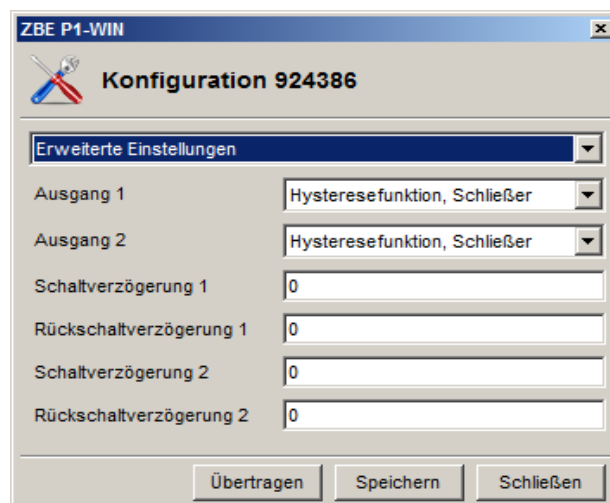 ZBE P1-WIN
Konfiguration 924386
Erweiterte Einstellungen
Ausgang 1 Hysteresefunktion, Schließer
Ausgang 2 Hysteresefunktion, Schließer
Schaltverzögerung 1 0
Rückschaltverzögerung 1 0
Schaltverzögerung 2 0
Rückschaltverzögerung 2 0
Übertragen Speichern Schließen